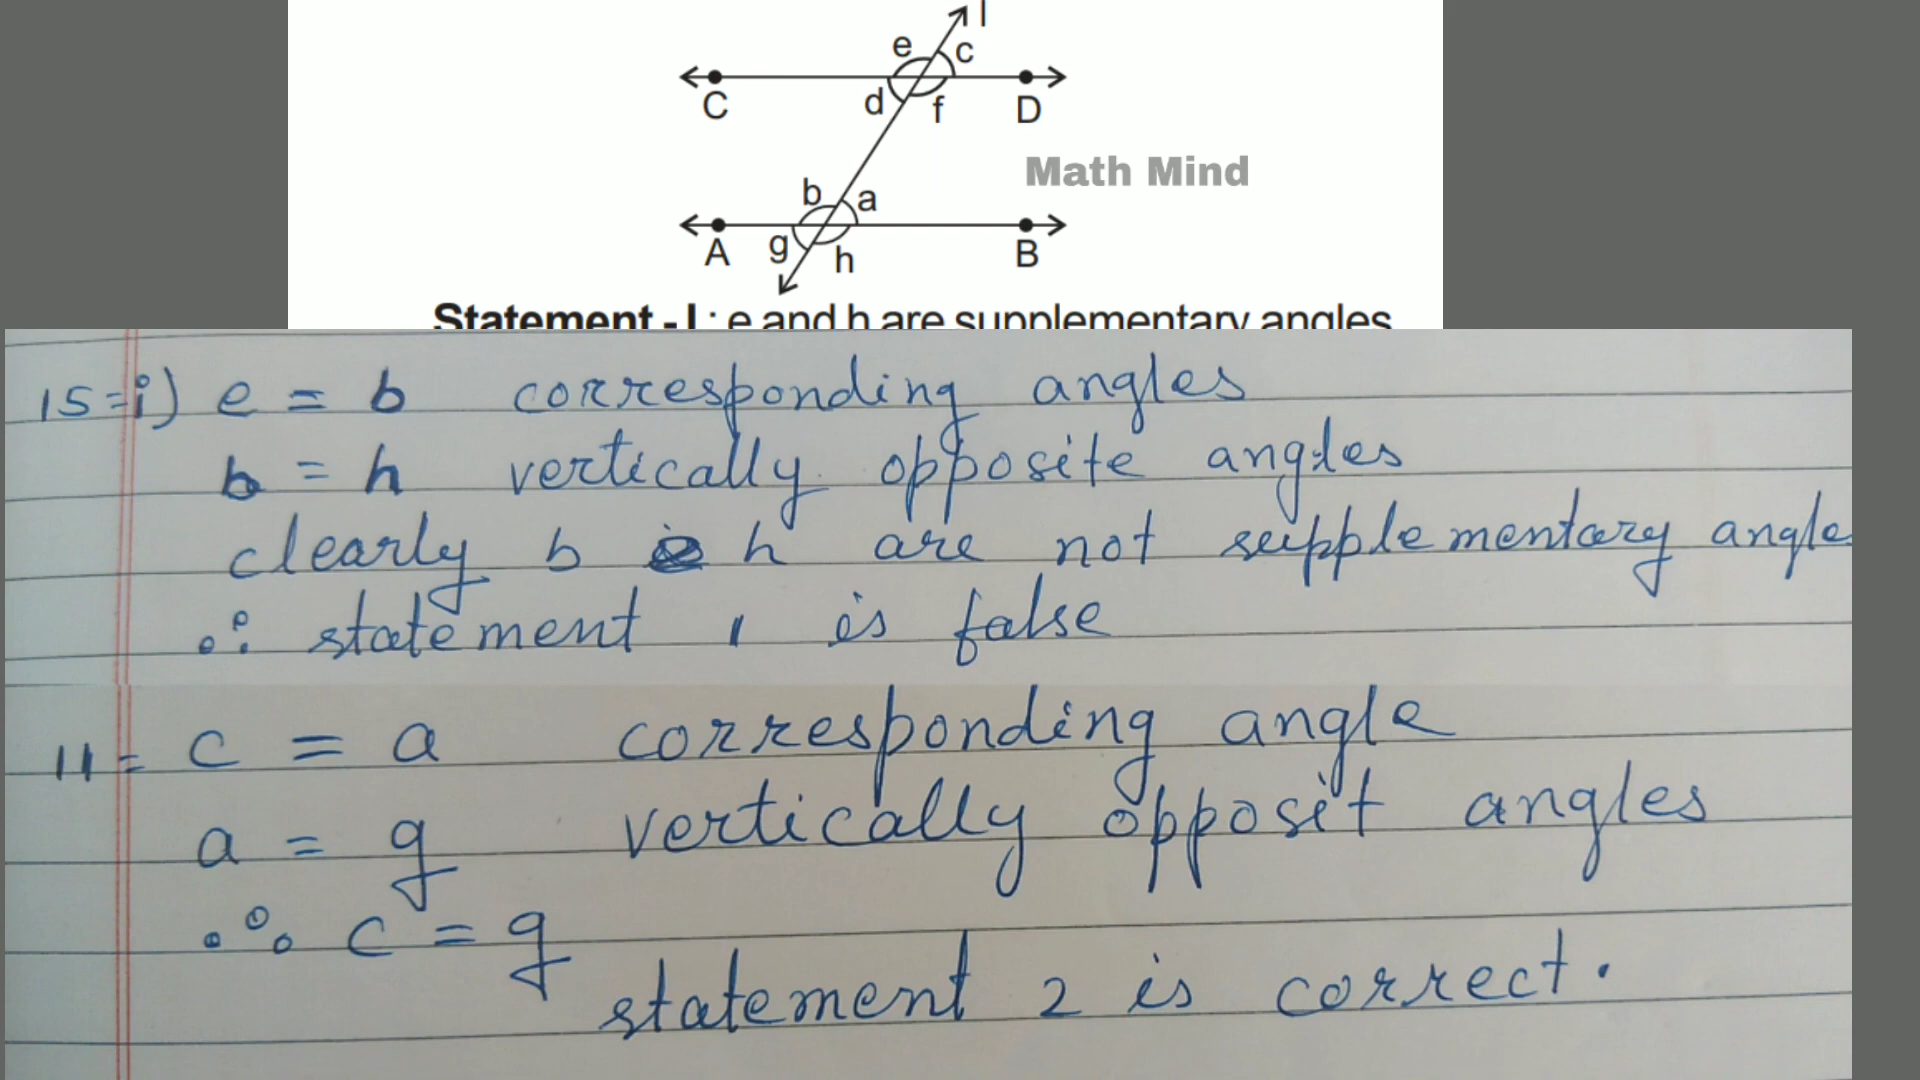 l
e c
C d f D
Math Mind
b a
A g h B
Statement - I : e and h are supplementary angles
15=i) e = b corresponding angles
b = h vertically opposite angles
clearly b h are not supplementary angle
∴ statement 1 is false
11= c = a corresponding angle
a = g vertically opposit angles
∴ c = g
statement 2 is correct.